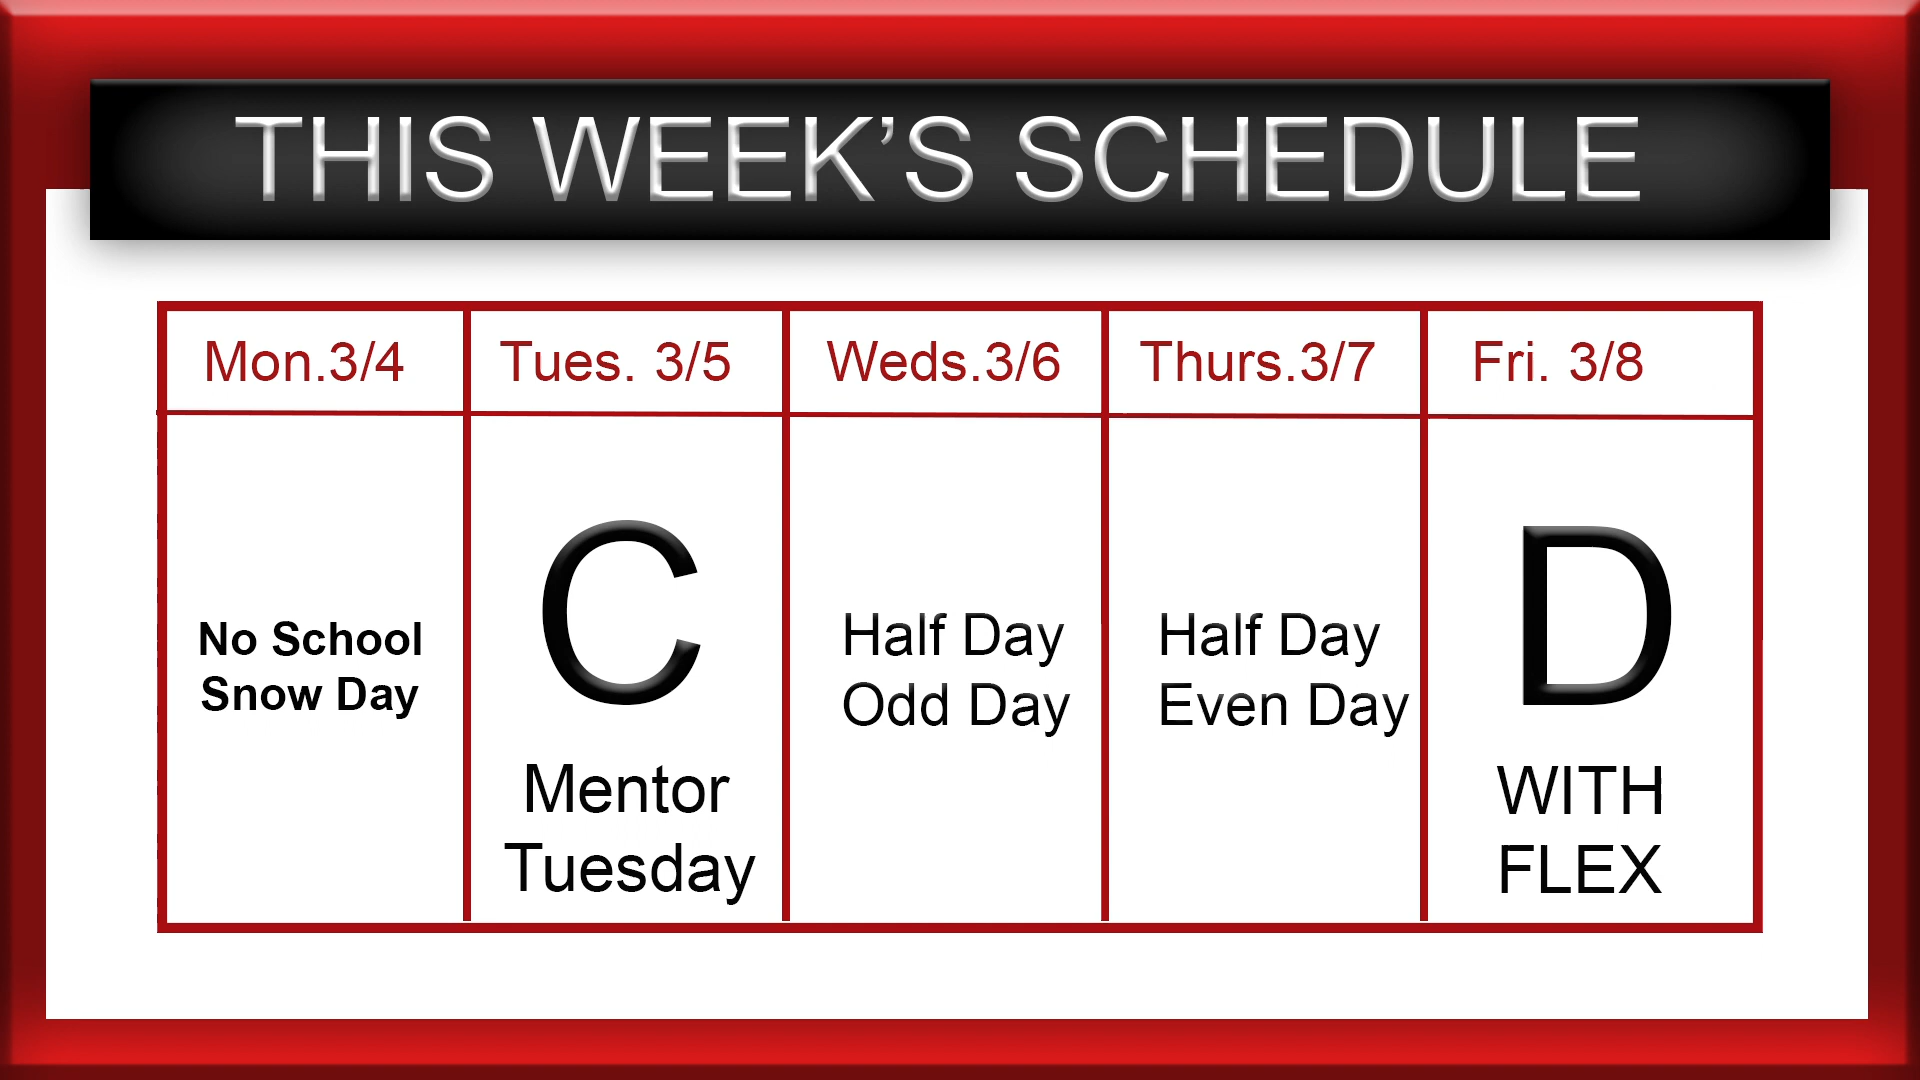 THIS WEEK’S SCHEDULE
Mon.3/4
Tues. 3/5
Weds.3/6
Thurs.3/7
Fri. 3/8
No School
Snow Day
C
Mentor
Tuesday
Half Day
Odd Day
Half Day
Even Day
D
WITH
FLEX